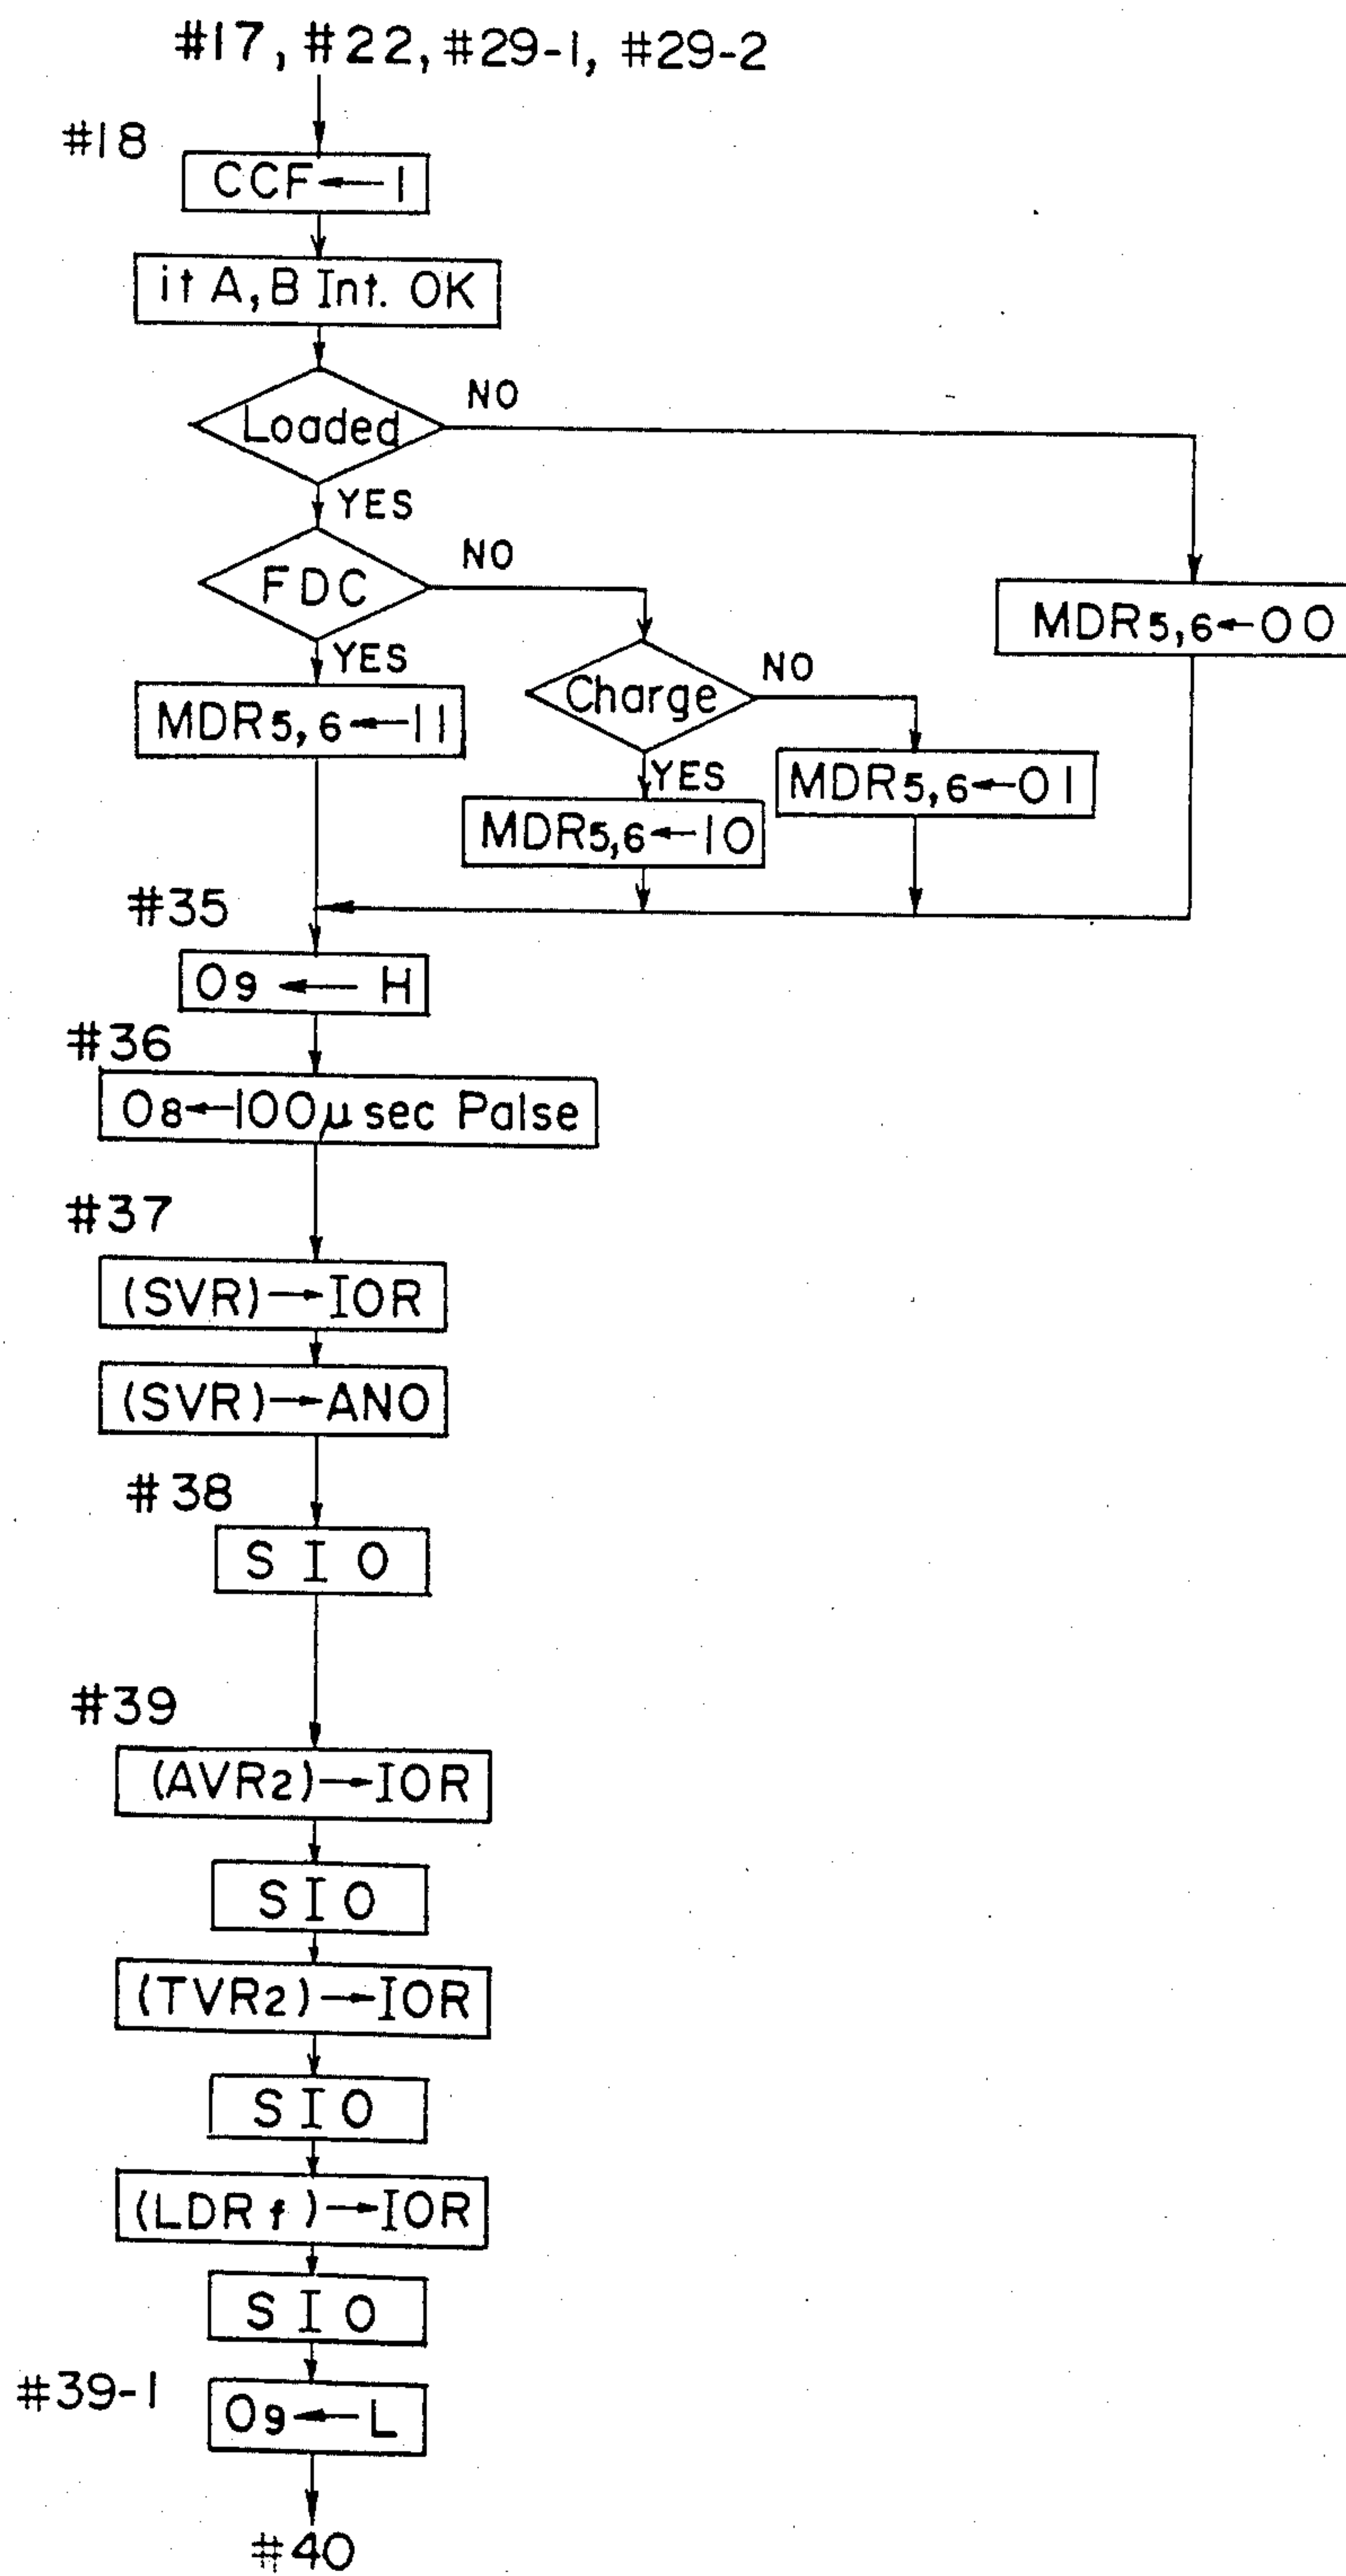 #17, #22, #29-1, #29-2
#18
CCF←1
itA,B Int. OK
Loaded
NO
YES
FDC
NO
MDR5,6←00
YES
Charge
NO
MDR5,6←11
YES
MDR5,6←01
MDR5,6←10
#35
O9 ← H
#36
O8←100μsec Palse
#37
(SVR)→IOR
(SVR)→ANO
#38
SIO
#39
(AVR2)→IOR
SIO
(TVR2)→IOR
SIO
(LDRf)→IOR
SIO
#39-1
O9←L
#40